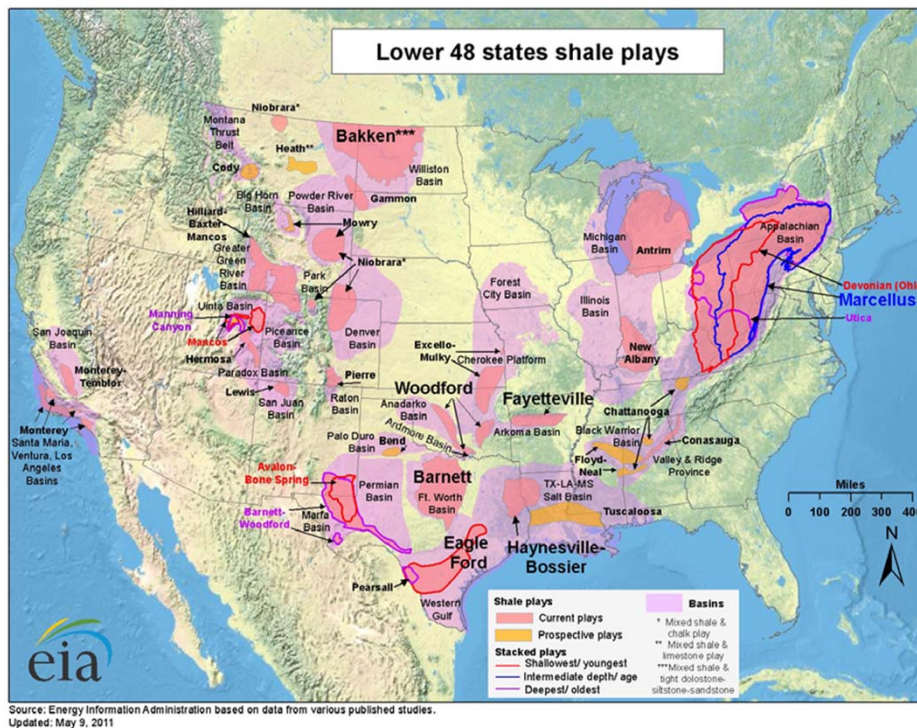 Lower 48 states shale plays
Niobrara*
Montana
Thrust
Belt
Bakken***
Heath**
Cody
Williston
Basin
Big Horn
Basin
Powder River
Basin
Gammon
Hilliard-
Baxter-
Mancos
Mowry
Greater
Green
River
Basin
Niobrara*
Park
Basin
Michigan
Basin
Antrim
Appalachian
Basin
Forest
City Basin
Illinois
Basin
Devonian (Ohi
Marcellus
Utica
Uinta Basin
Manning
Canyon
Mancos
Piceance
Basin
Denver
Basin
San Joaquin
Basin
Hermosa
Excello-
Mulky
Cherokee Platform
New
Albany
Monterey-
Temblor
Paradox Basin
Lewis
San Juan
Basin
Pierre
Raton
Basin
Woodford
Anadarko
Basin
Fayetteville
Chattanooga
Monterey
Santa Maria,
Ventura, Los
Angeles
Basins
Palo Duro
Basin
Bend
Ardmore Basin
Arkoma Basin
Black Warrior
Basin
Conasauga
Floyd-
Neal
Valley & Ridge
Province
Avalon-
Bone Spring
Permian
Basin
Barnett
Ft. Worth
Basin
TX-LA-MS
Salt Basin
Tuscaloosa
Barnett-
Woodford
Marfa
Basin
Eagle
Ford
Haynesville-
Bossier
Pearsall
Western
Gulf
Miles
0 100 200 300 400
N
Shale plays
Current plays
Prospective plays
Stacked plays
Shallowest/ youngest
Intermediate depth/ age
Deepest/ oldest
Basins
* Mixed shale &
chalk play
** Mixed shale &
limestone play
***Mixed shale &
tight dolostone-
siltstone-sandstone
eia
Source: Energy Information Administration based on data from various published studies.
Updated: May 9, 2011